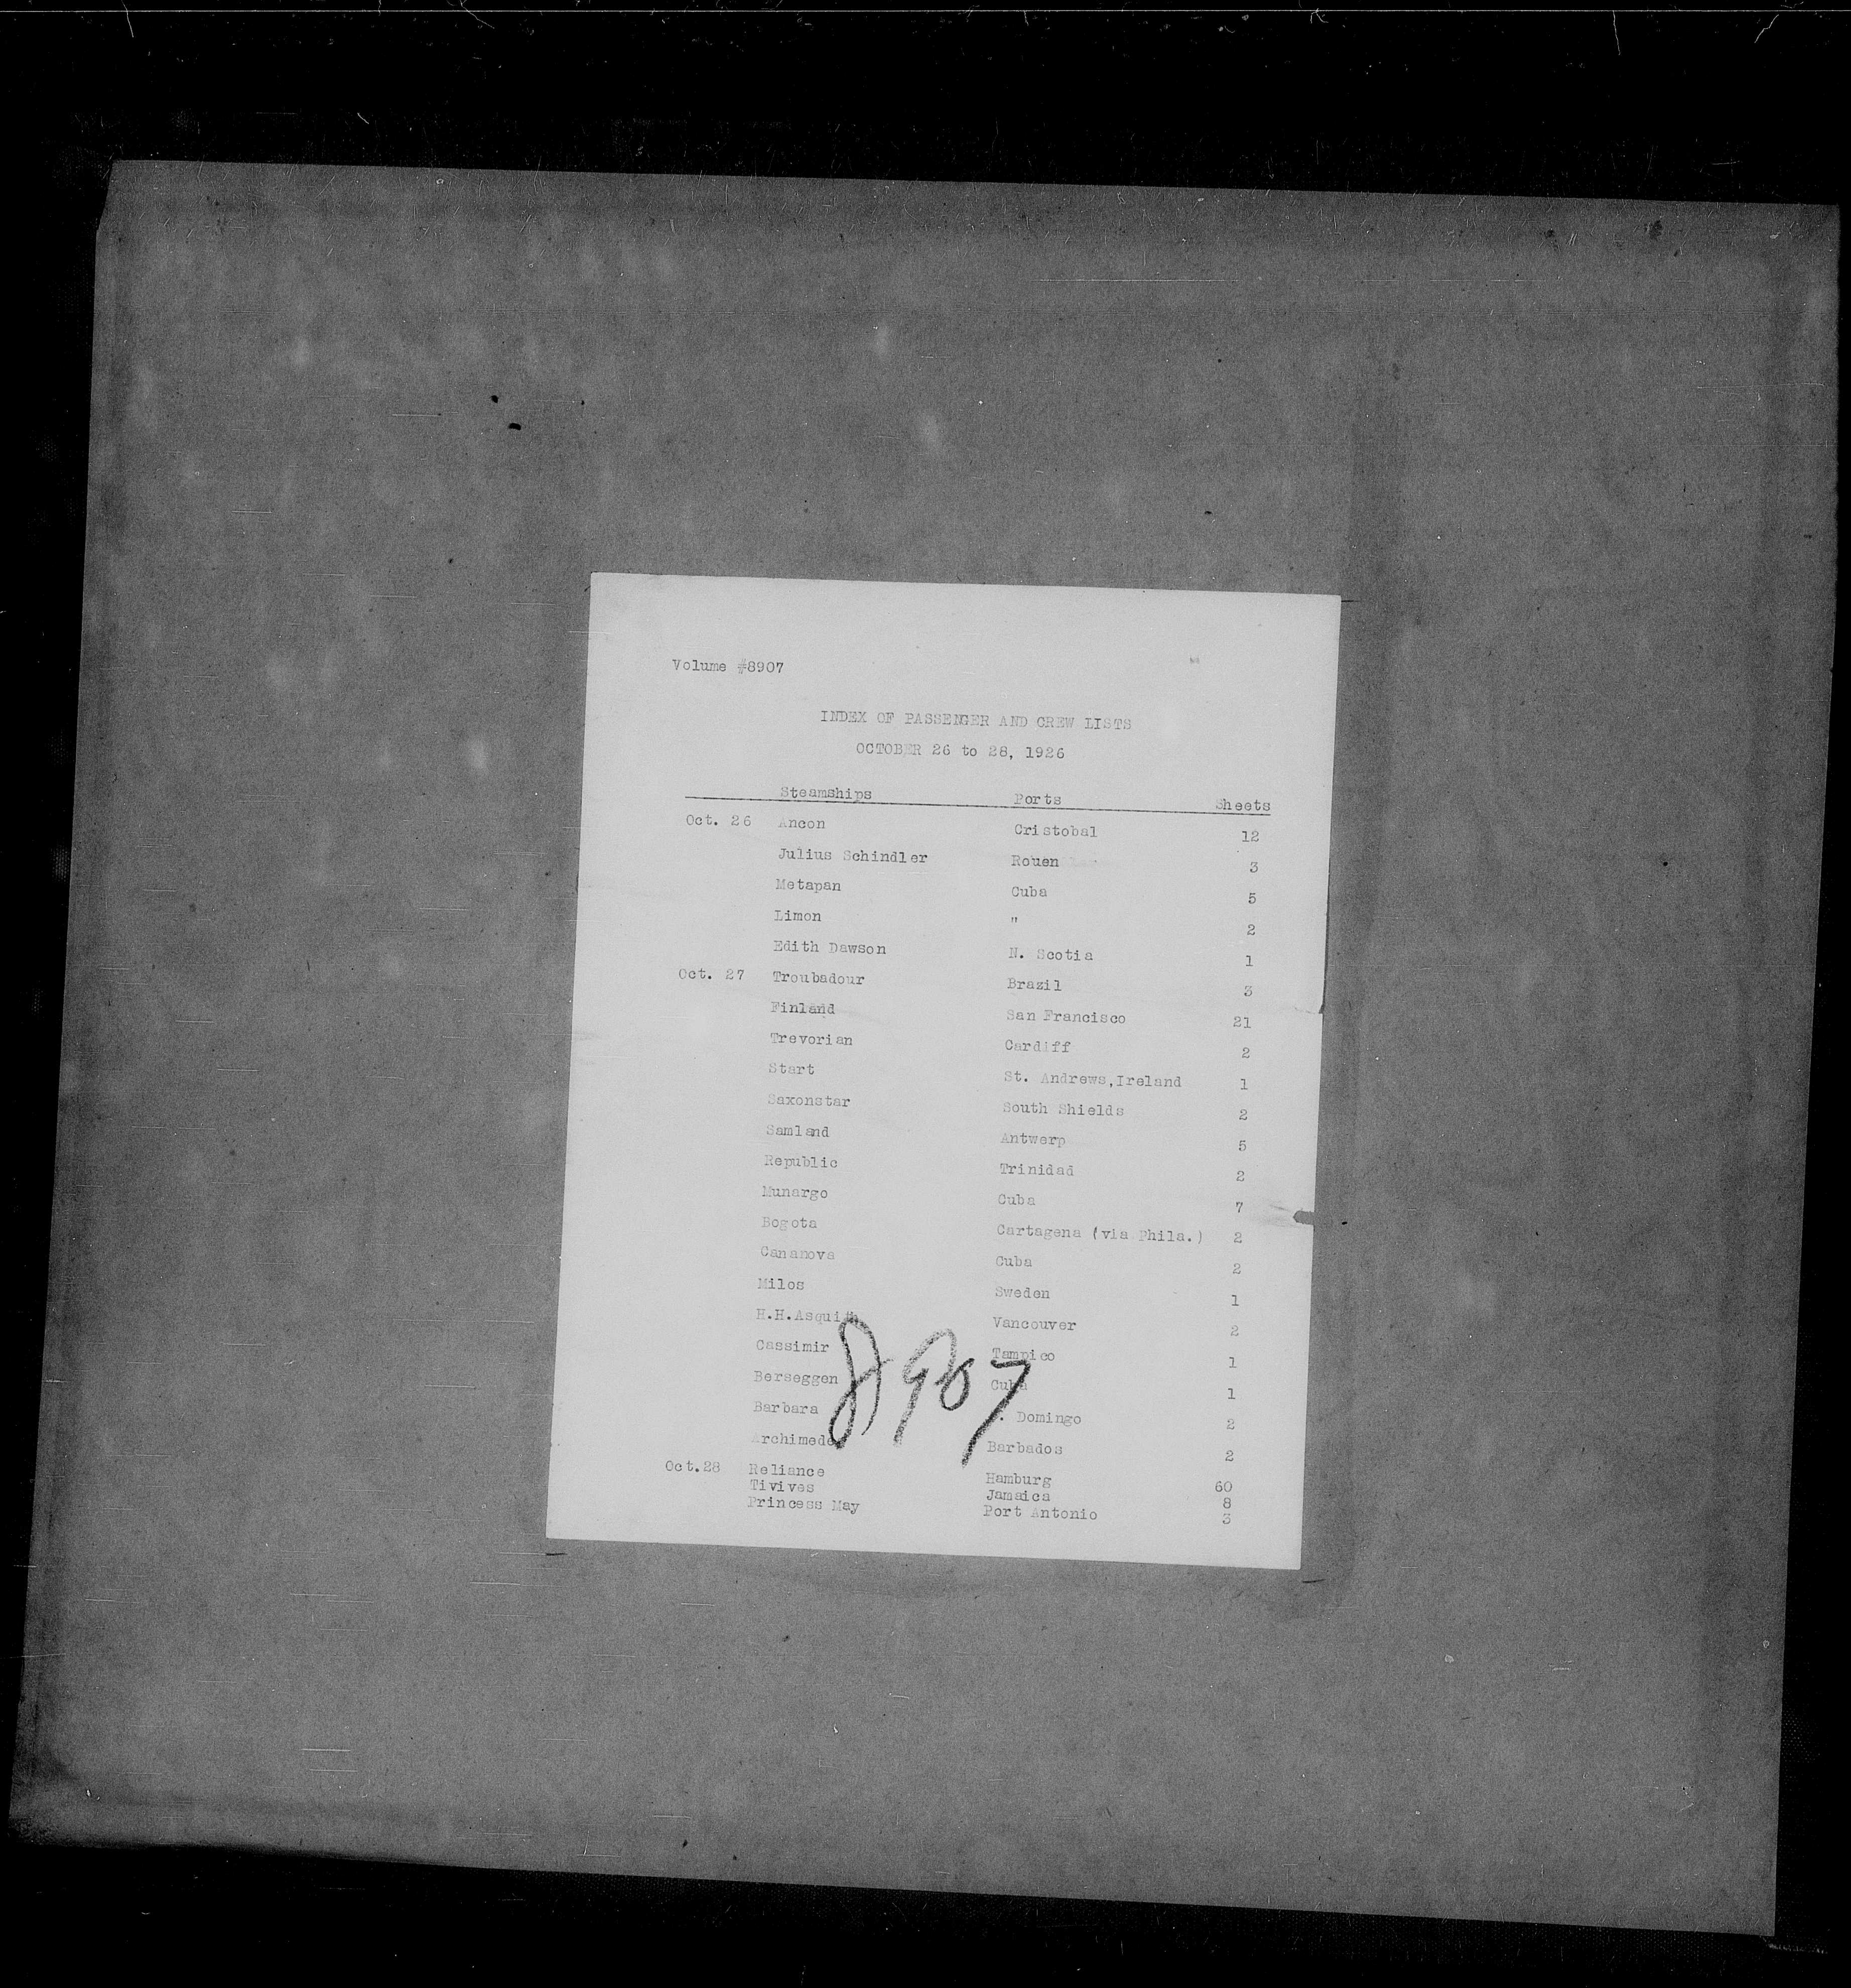 Volume #8907
INDEX OF PASSENGER AND CREW LISTS
OCTOBER 26 to 28, 1926
Steamships Ports Sheets
Oct. 26 Ancon Cristobal 12
Julius Schindler Rouen 3
Metapan Cuba 5
Limon " 2
Edith Dawson N. Scotia 1
Oct. 27 Troubadour Brazil 3
Finland San Francisco 21
Trevorian Cardiff 2
Start St. Andrews,Ireland 1
Saxonstar South Shields 2
Samland Antwerp 5
Republic Trinidad 2
Munargo Cuba 7
Bogota Cartagena (via Phila.) 2
Cananova Cuba 2
Milos Sweden 1
H.H.Asquith Vancouver 2
Cassimir Tampico 1
Berseggen Cuba 1
Barbara Domingo 2
Archimedes Barbados 2
Oct.28 Reliance Hamburg 60
Tivives Jamaica 8
Princess May Port Antonio 3
8907